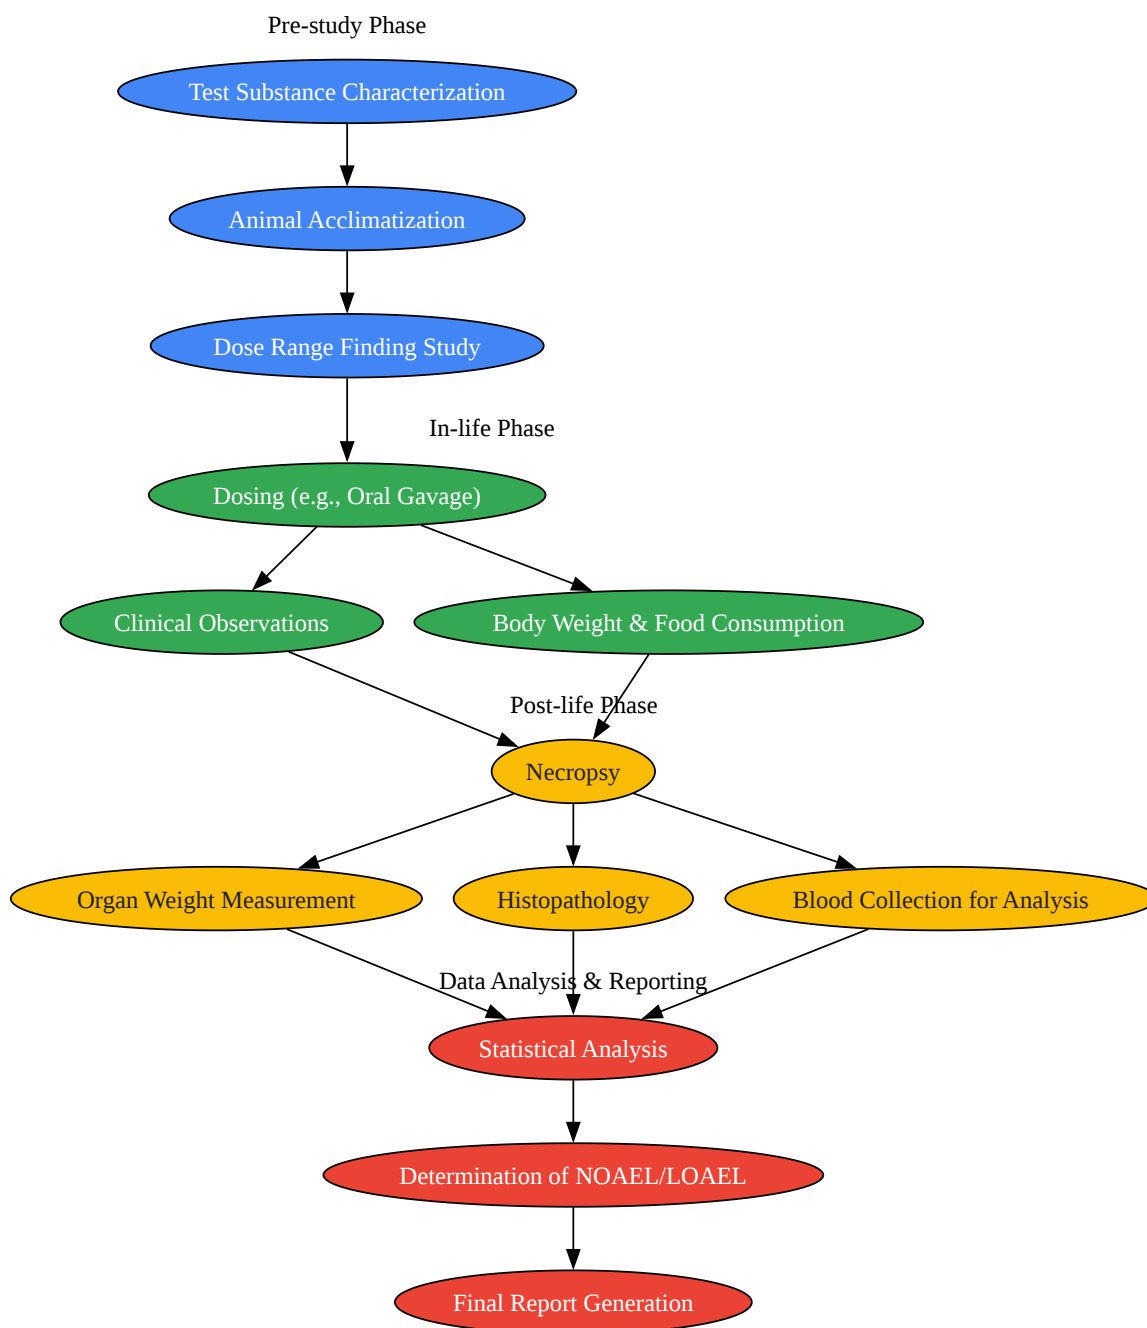 Pre-study Phase
Test Substance Characterization
Animal Acclimatization
Dose Range Finding Study
In-life Phase
Dosing (e.g., Oral Gavage)
Clinical Observations
Body Weight & Food Consumption
Post-life Phase
Necropsy
Organ Weight Measurement
Histopathology
Blood Collection for Analysis
Data Analysis & Reporting
Statistical Analysis
Determination of NOAEL/LOAEL
Final Report Generation